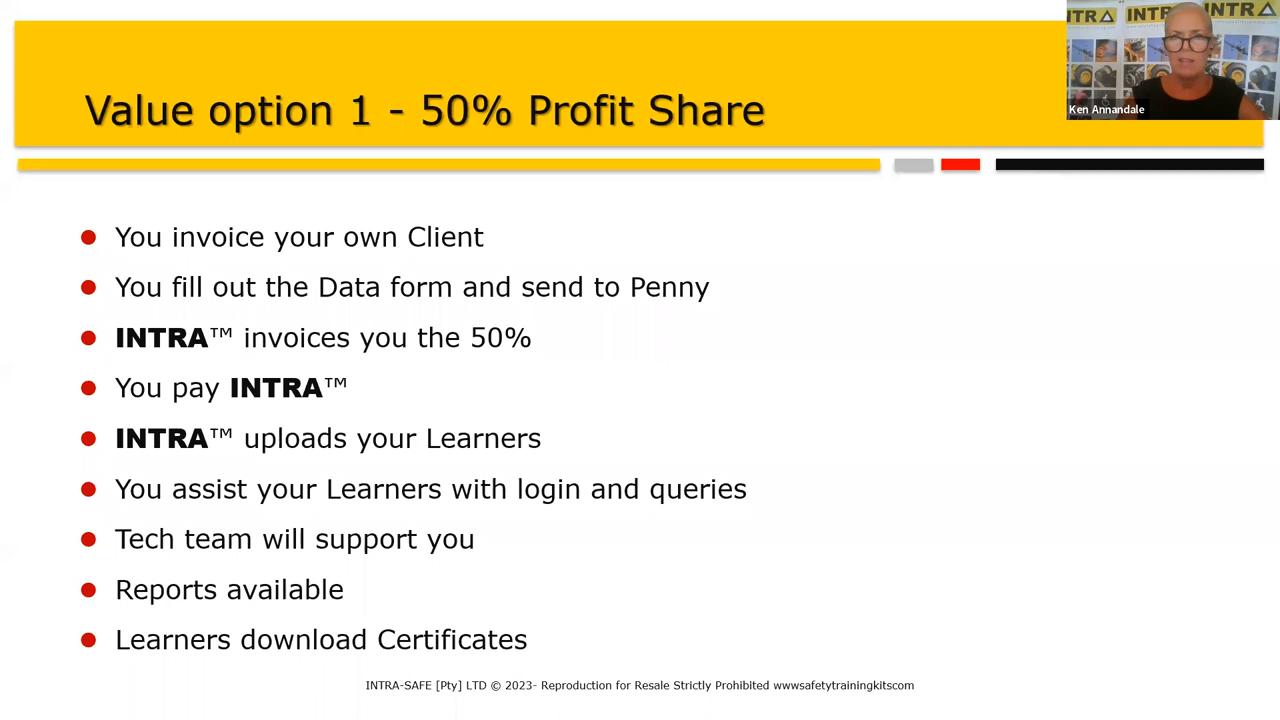 INTRA
INTRA
INTRA
Ken Annandale
Value option 1 - 50% Profit Share
You invoice your own Client
You fill out the Data form and send to Penny
INTRA™ invoices you the 50%
You pay INTRA™
INTRA™ uploads your Learners
You assist your Learners with login and queries
Tech team will support you
Reports available
Learners download Certificates
INTRA-SAFE [Pty] LTD © 2023- Reproduction for Resale Strictly Prohibited wwwsafetytrainingkitscom